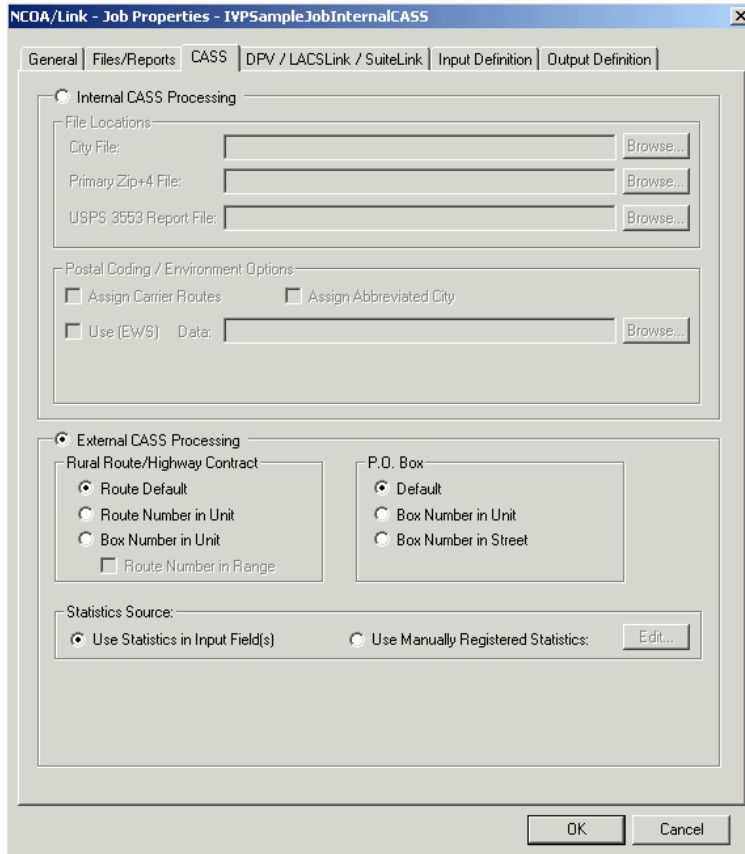 NCOA/Link - Job Properties - IVPSampleJobInternalCASS
General Files/Reports CASS DPV / LACSLink / SuiteLink Input Definition Output Definition
Internal CASS Processing
File Locations
City File: Browse...
Primary Zip+4 File: Browse...
USPS 3553 Report File: Browse...
Postal Coding / Environment Options
Assign Carrier Routes Assign Abbreviated City
Use (EWS) Data: Browse...
External CASS Processing
Rural Route/Highway Contract P.O. Box
Route Default Default
Route Number in Unit Box Number in Unit
Box Number in Unit Box Number in Street
Route Number in Range
Statistics Source:
Use Statistics in Input Field(s) Use Manually Registered Statistics: Edit...
OK Cancel